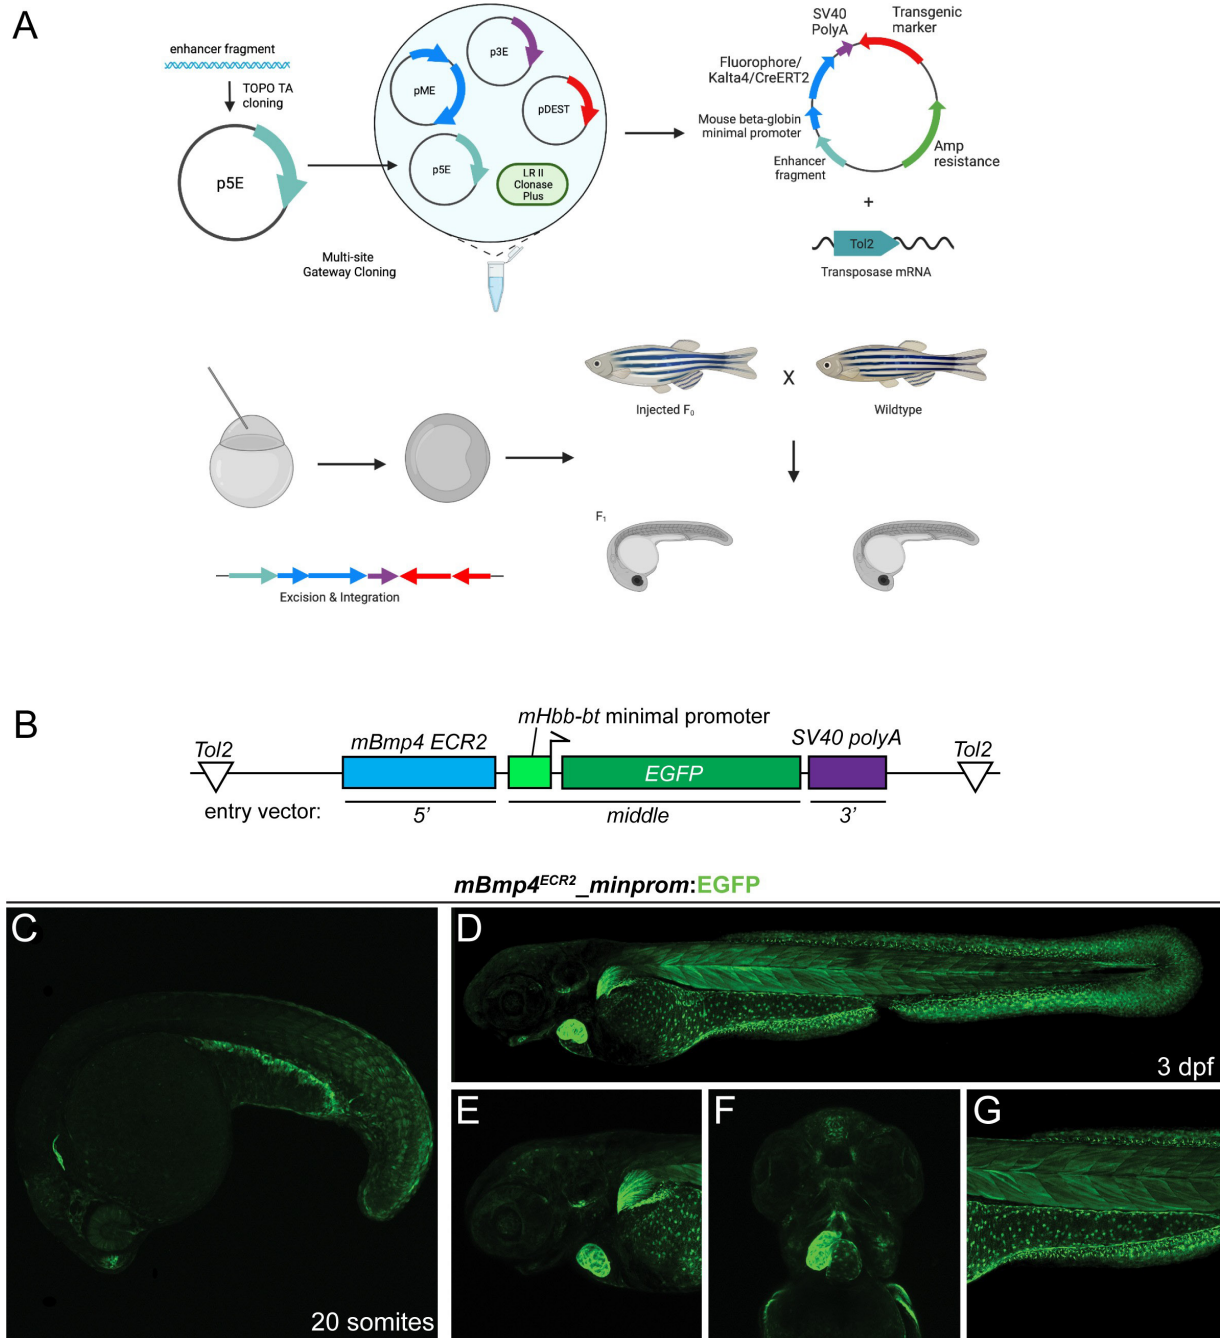 A
enhancer fragment
TOPO TA
cloning
p5E
p3E
pME
pDEST
p5E
LR II
Clonase
Plus
Multi-site
Gateway Cloning
SV40
PolyA
Transgenic
marker
Fluorophore/
Kalta4/CreERT2
Mouse beta-globin
minimal promoter
Enhancer
fragment
Amp
resistance
+
Tol2
Transposase mRNA
Injected F0
X
Wildtype
F1
Excision & Integration
B
mHbb-bt minimal promoter
Tol2
mBmp4 ECR2
SV40 polyA
Tol2
EGFP
entry vector:
5’
middle
3’
mBmp4ECR2_minprom:EGFP
C
20 somites
D
3 dpf
E
F
G